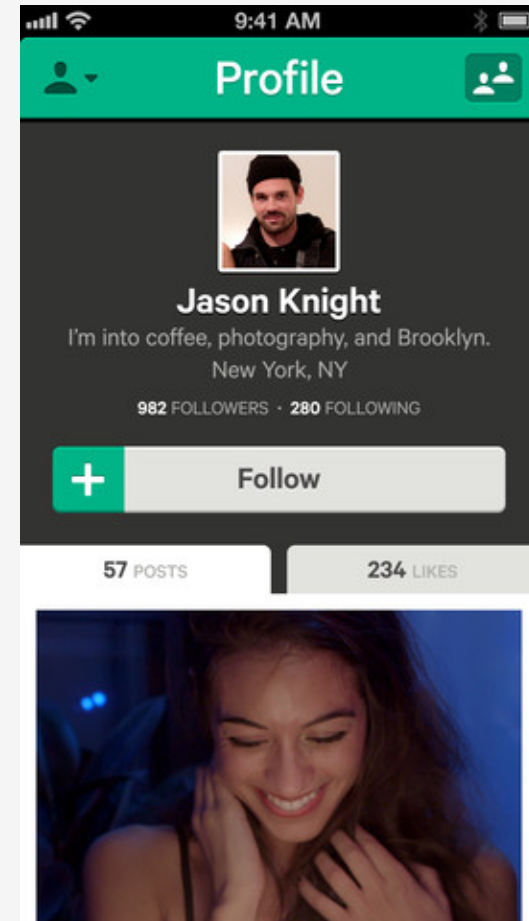 9:41 AM
Profile
Jason Knight
I'm into coffee, photography, and Brooklyn.
New York, NY
982 FOLLOWERS · 280 FOLLOWING
+ Follow
57 POSTS
234 LIKES